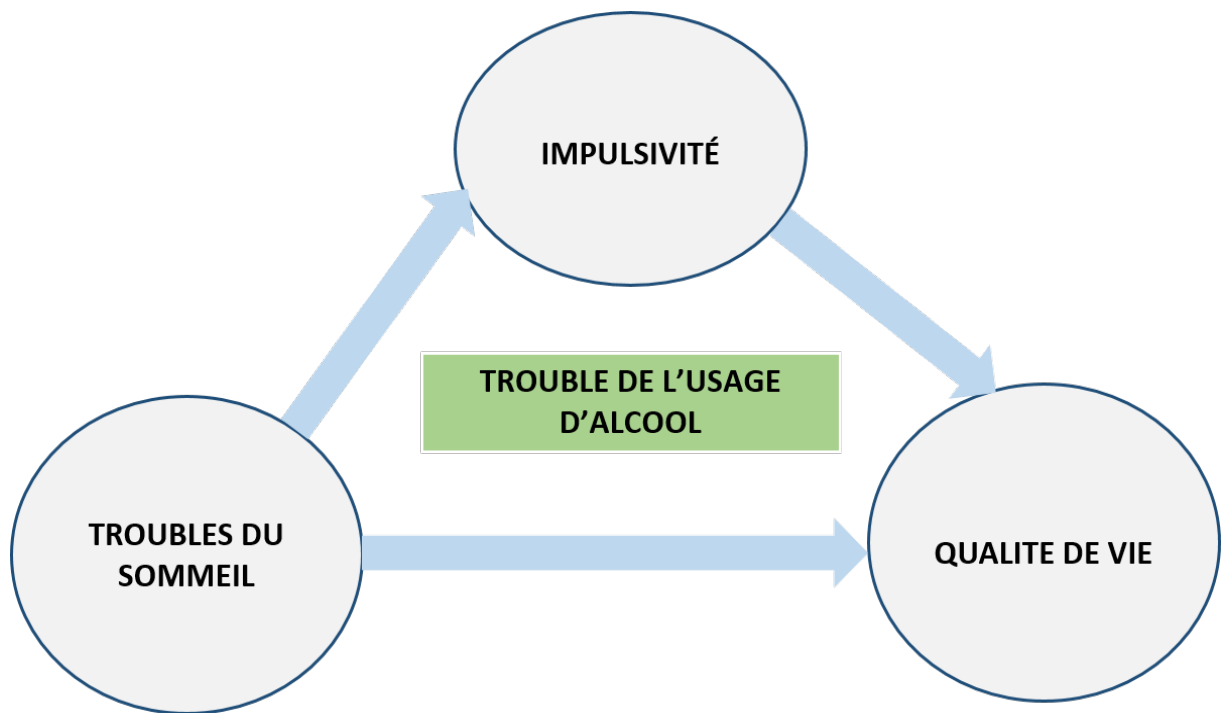 IMPULSIVITÉ
TROUBLE DE L’USAGE
D’ALCOOL
TROUBLES DU
SOMMEIL
QUALITE DE VIE